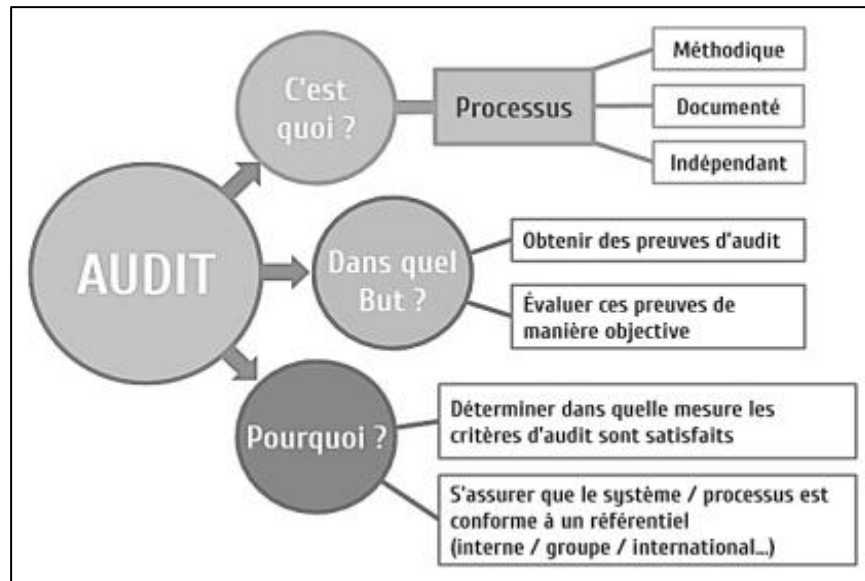 AUDIT
C'est
quoi ?
Processus
Méthodique
Documenté
Indépendant
Dans quel
But ?
Obtenir des preuves d'audit
Évaluer ces preuves de
manière objective
Pourquoi ?
Déterminer dans quelle mesure les
critères d'audit sont satisfaits
S'assurer que le système / processus est
conforme à un référentiel
(interne / groupe / international...)